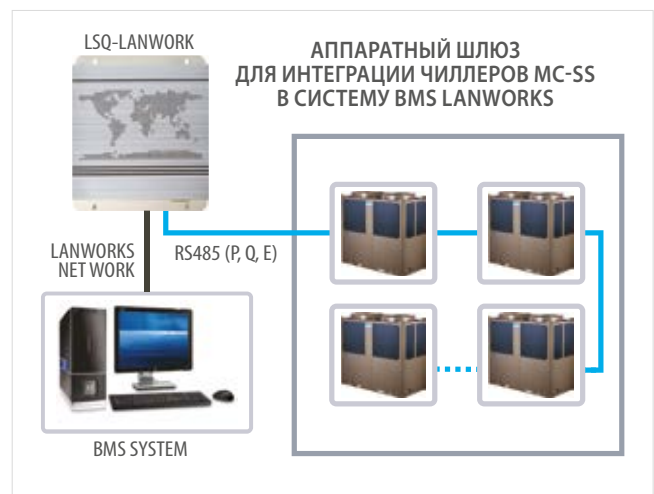 LSQ-LANWORK
АППАРАТНЫЙ ШЛЮЗ
ДЛЯ ИНТЕГРАЦИИ ЧИЛЛЕРОВ MC-SS
В СИСТЕМУ BMS LANWORKS
LANWORKS
NET WORK
RS485 (P, Q, E)
BMS SYSTEM